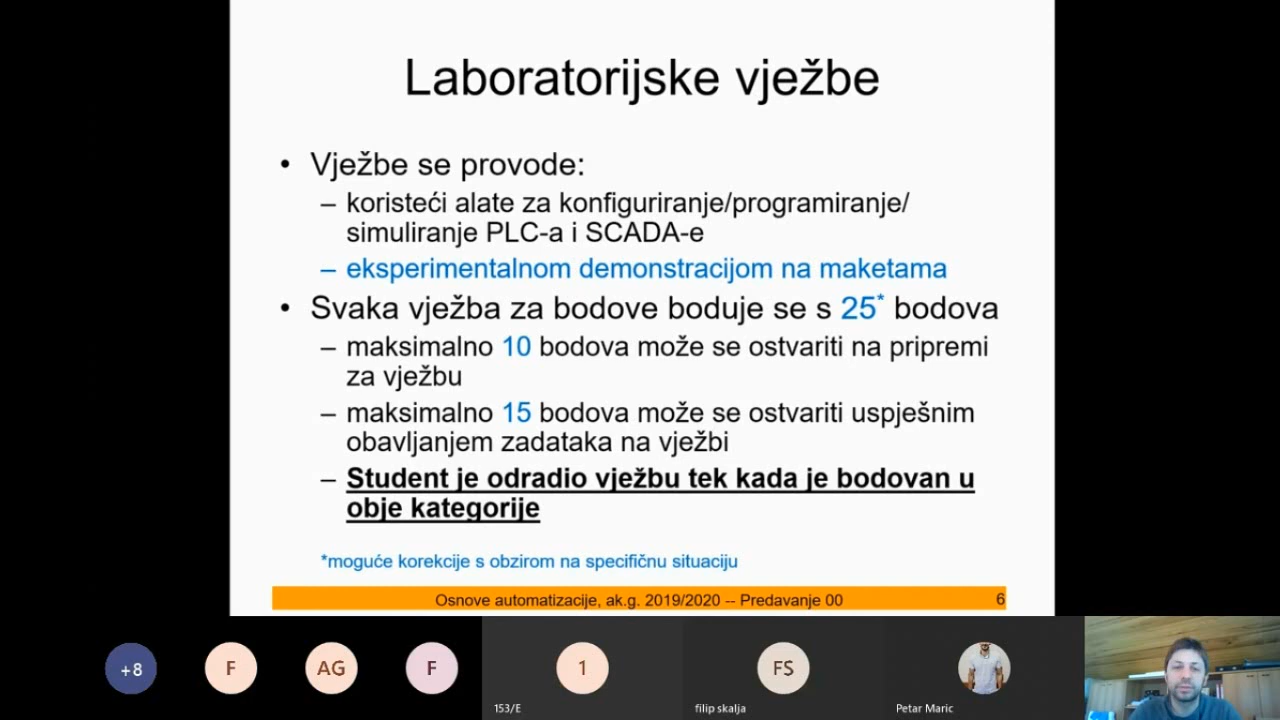 Laboratorijske vježbe
• Vježbe se provode:
– koristeći alate za konfiguriranje/programiranje/
simuliranje PLC-a i SCADA-e
– eksperimentalnom demonstracijom na maketama
• Svaka vježba za bodove boduje se s 25* bodova
– maksimalno 10 bodova može se ostvariti na pripremi
za vježbu
– maksimalno 15 bodova može se ostvariti uspješnim
obavljanjem zadataka na vježbi
– Student je odradio vježbu tek kada je bodovan u
obje kategorije
*moguće korekcije s obzirom na specifičnu situaciju
Osnove automatizacije, ak.g. 2019/2020 -- Predavanje 00 6
+8 F AG F 1 FS
153/E filip skalja Petar Maric